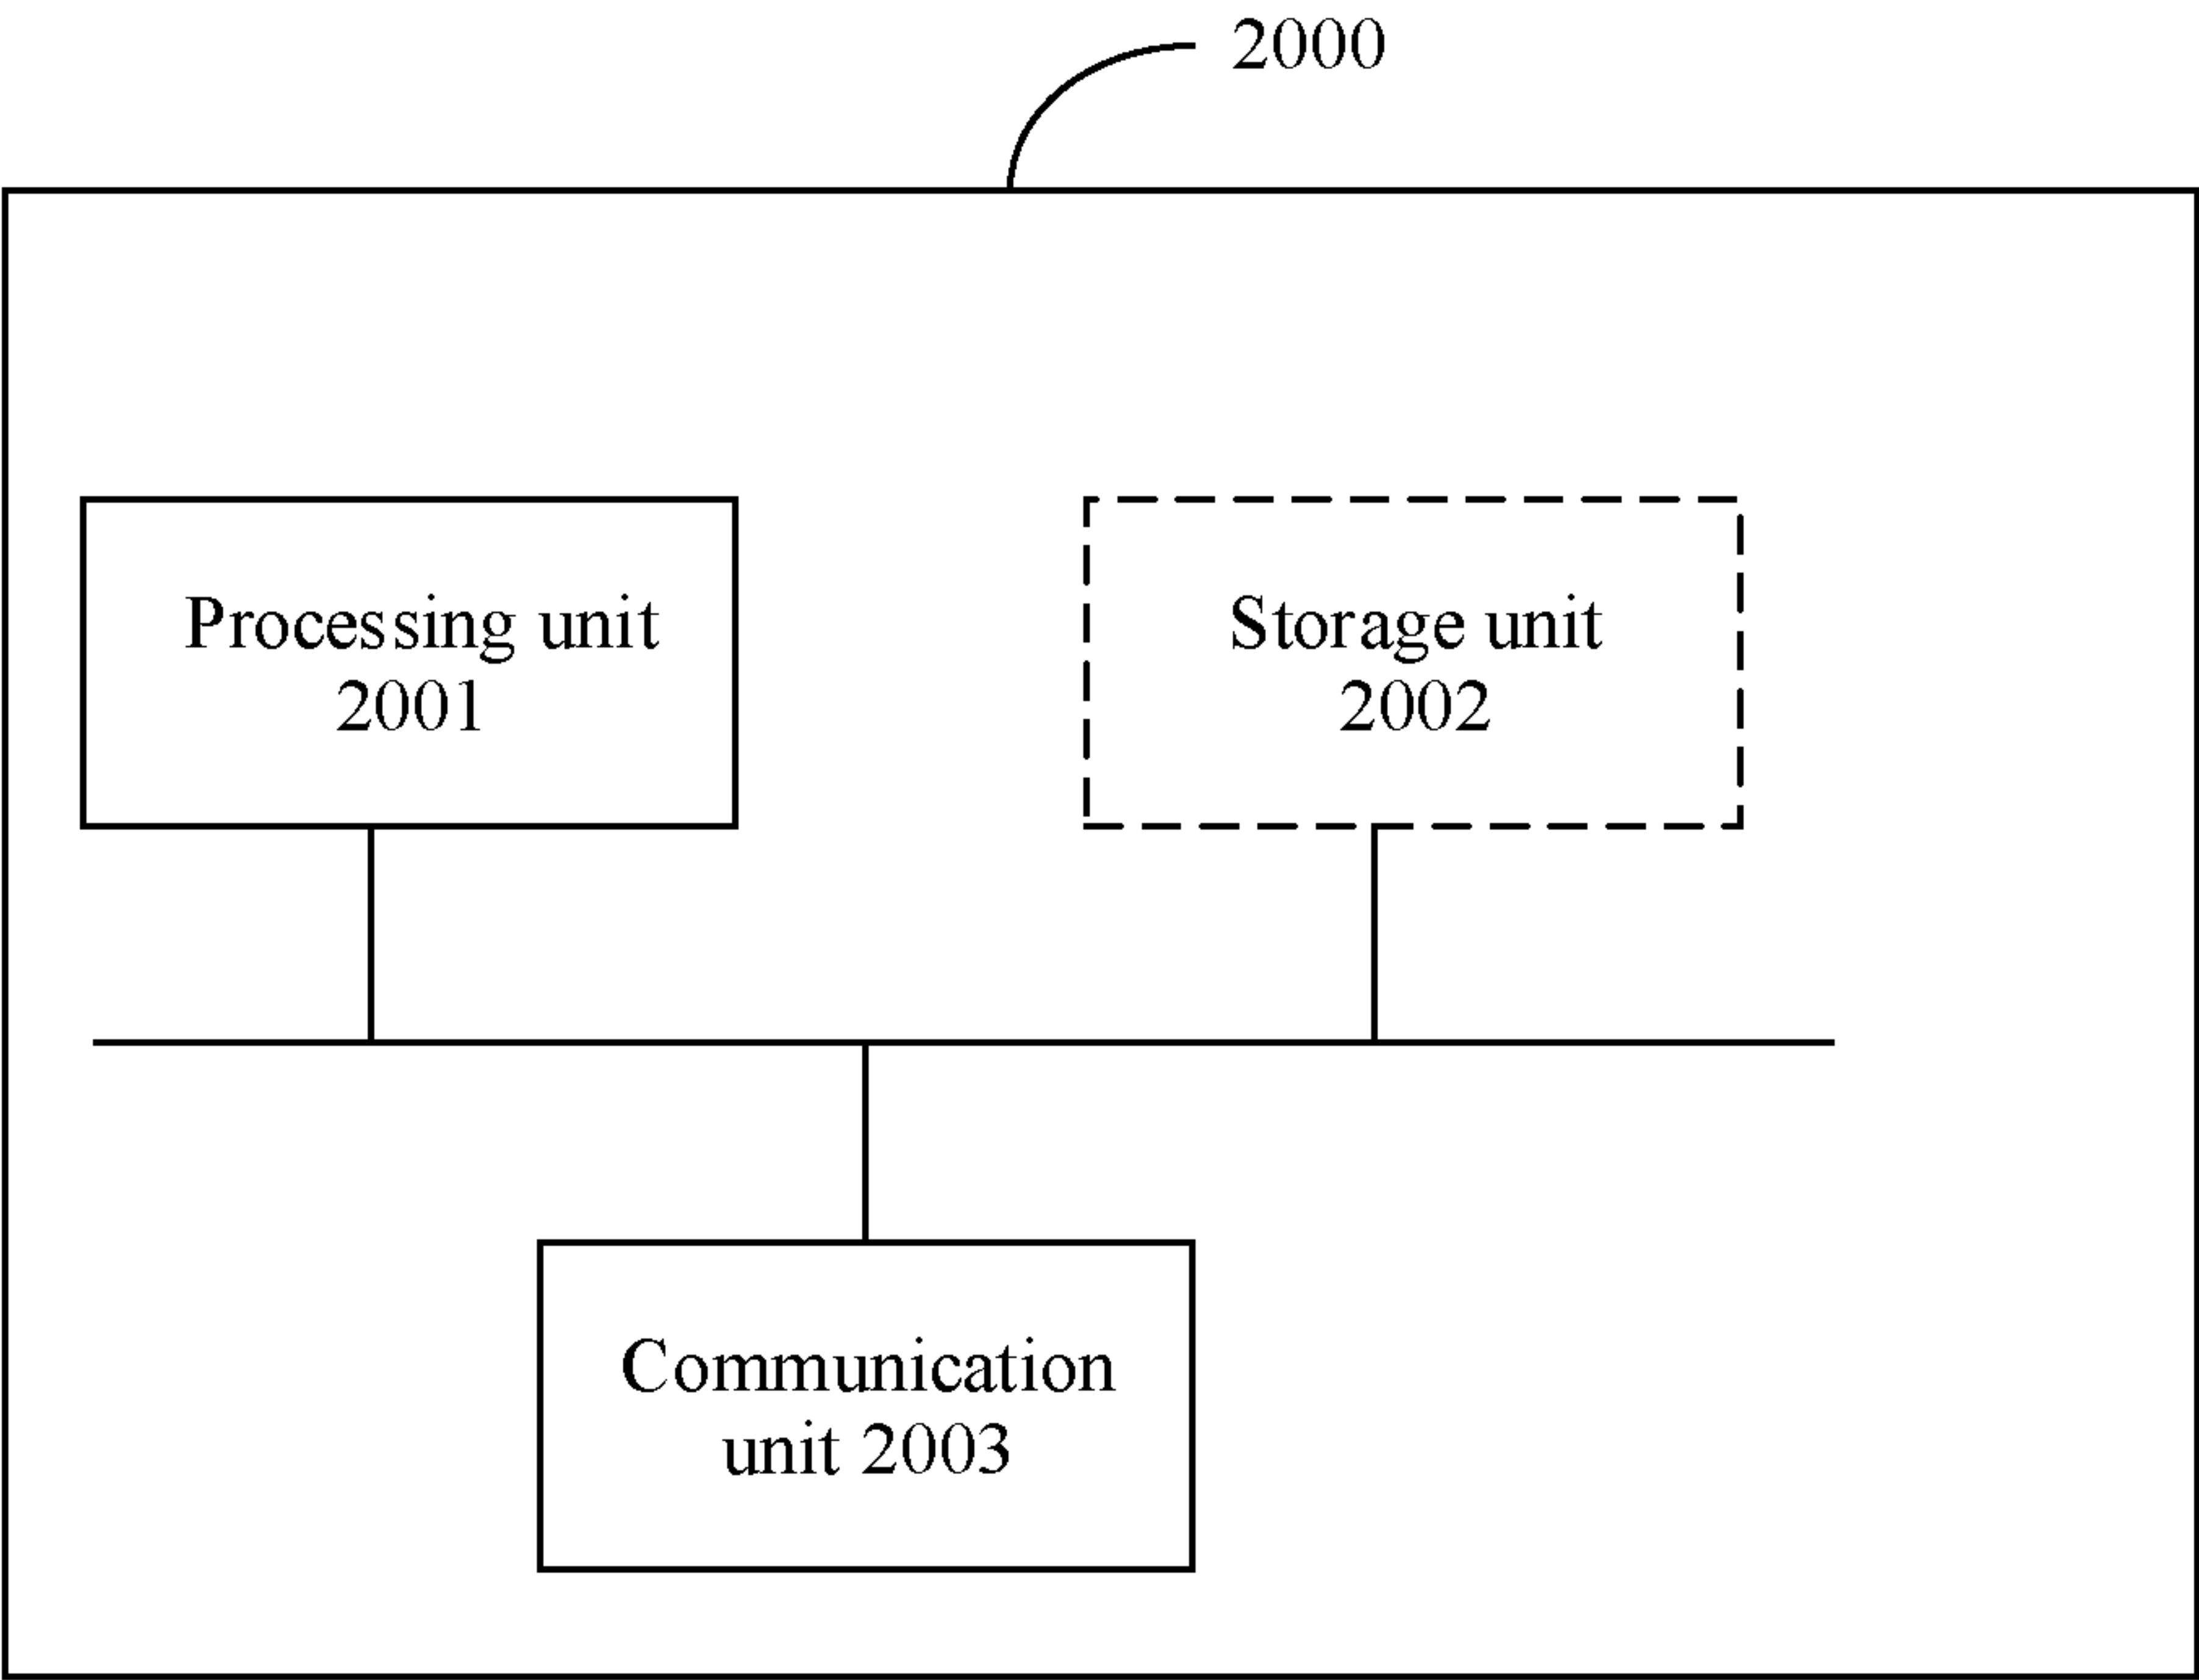 2000
Processing unit
2001
Storage unit
2002
Communication
unit 2003